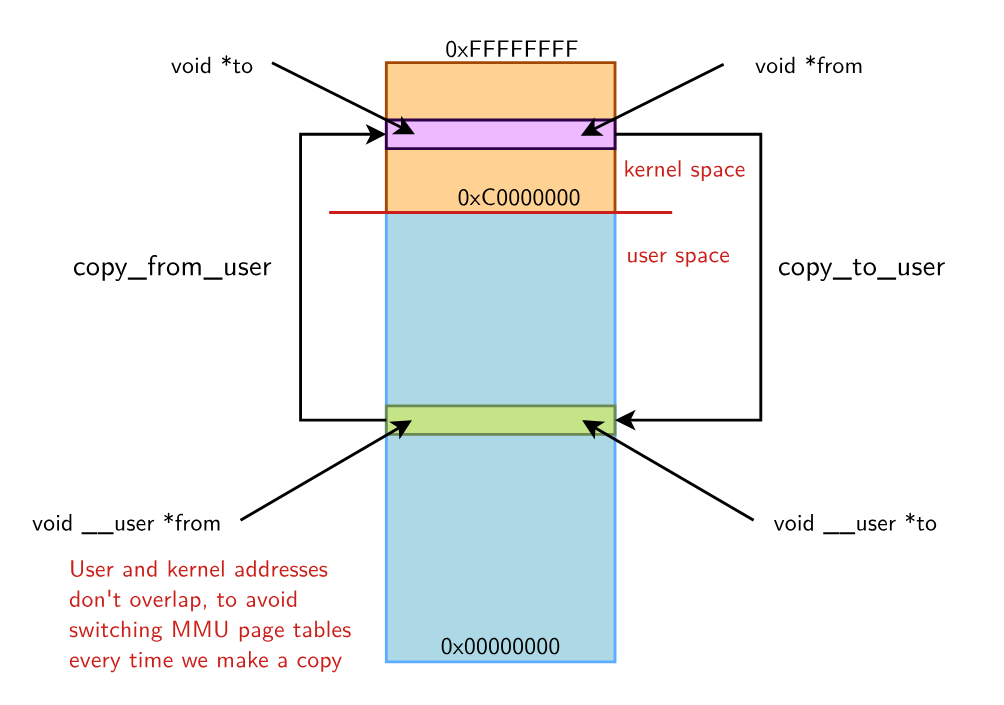 0xFFFFFFFF
void *to
void *from
kernel space
0xC0000000
user space
copy_from_user
copy_to_user
void __user *from
void __user *to
User and kernel addresses
don't overlap, to avoid
switching MMU page tables
every time we make a copy
0x00000000